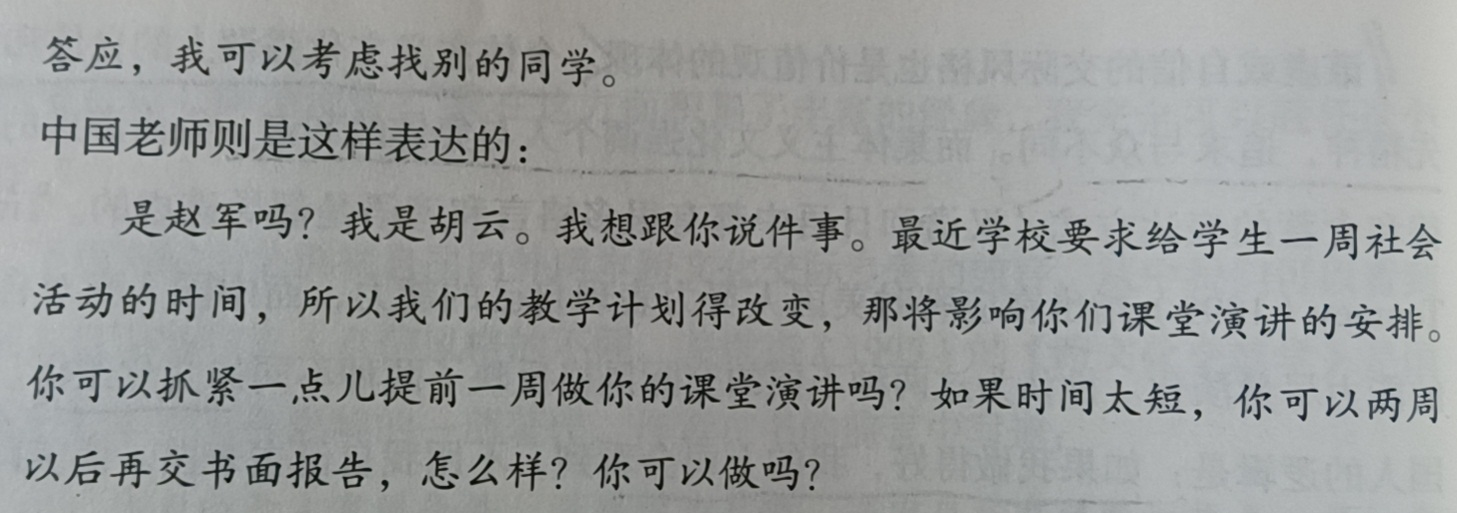 答应，我可以考虑找别的同学。
中国老师则是这样表达的：
是赵军吗？我是胡云。我想跟你说件事。最近学校要求给学生一周社会
活动的时间，所以我们的教学计划得改变，那将影响你们课堂演讲的安排。
你可以抓紧一点儿提前一周做你的课堂演讲吗？如果时间太短，你可以两周
以后再交书面报告，怎么样？你可以做吗？